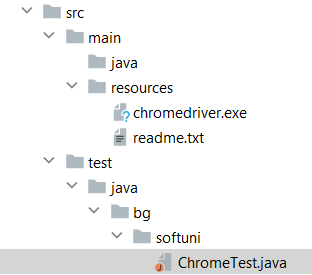 src
main
java
resources
chromedriver.exe
readme.txt
test
java
bg
softuni
ChromeTest.java